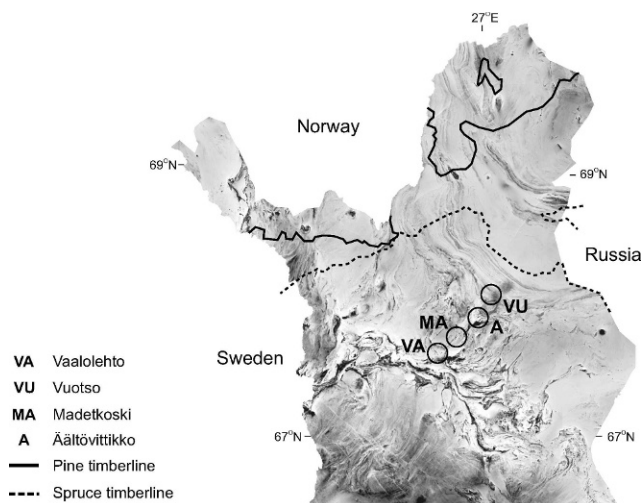 27°E
Norway
69°N
69°N
Russia
VU
A
MA
VA
Sweden
VA Vaalolehto
VU Vuotso
MA Madetkoski
A Äältövittikko
Pine timberline
Spruce timberline
67°N
67°N